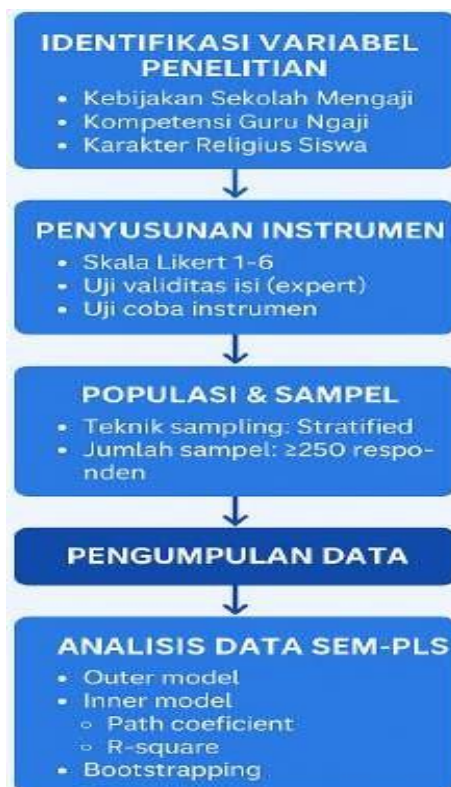 IDENTIFIKASI VARIABEL
PENELITIAN
• Kebijakan Sekolah Mengaji
• Kompetensi Guru Ngaji
• Karakter Religius Siswa
PENYUSUNAN INSTRUMEN
• Skala Likert 1-6
• Uji validitas isi (expert)
• Uji coba instrumen
POPULASI & SAMPEL
• Teknik sampling: Stratified
• Jumlah sampel: ≥250 respo-
nden
PENGUMPULAN DATA
ANALISIS DATA SEM-PLS
• Outer model
• Inner model
◦ Path coeficient
◦ R-square
• Bootstrapping